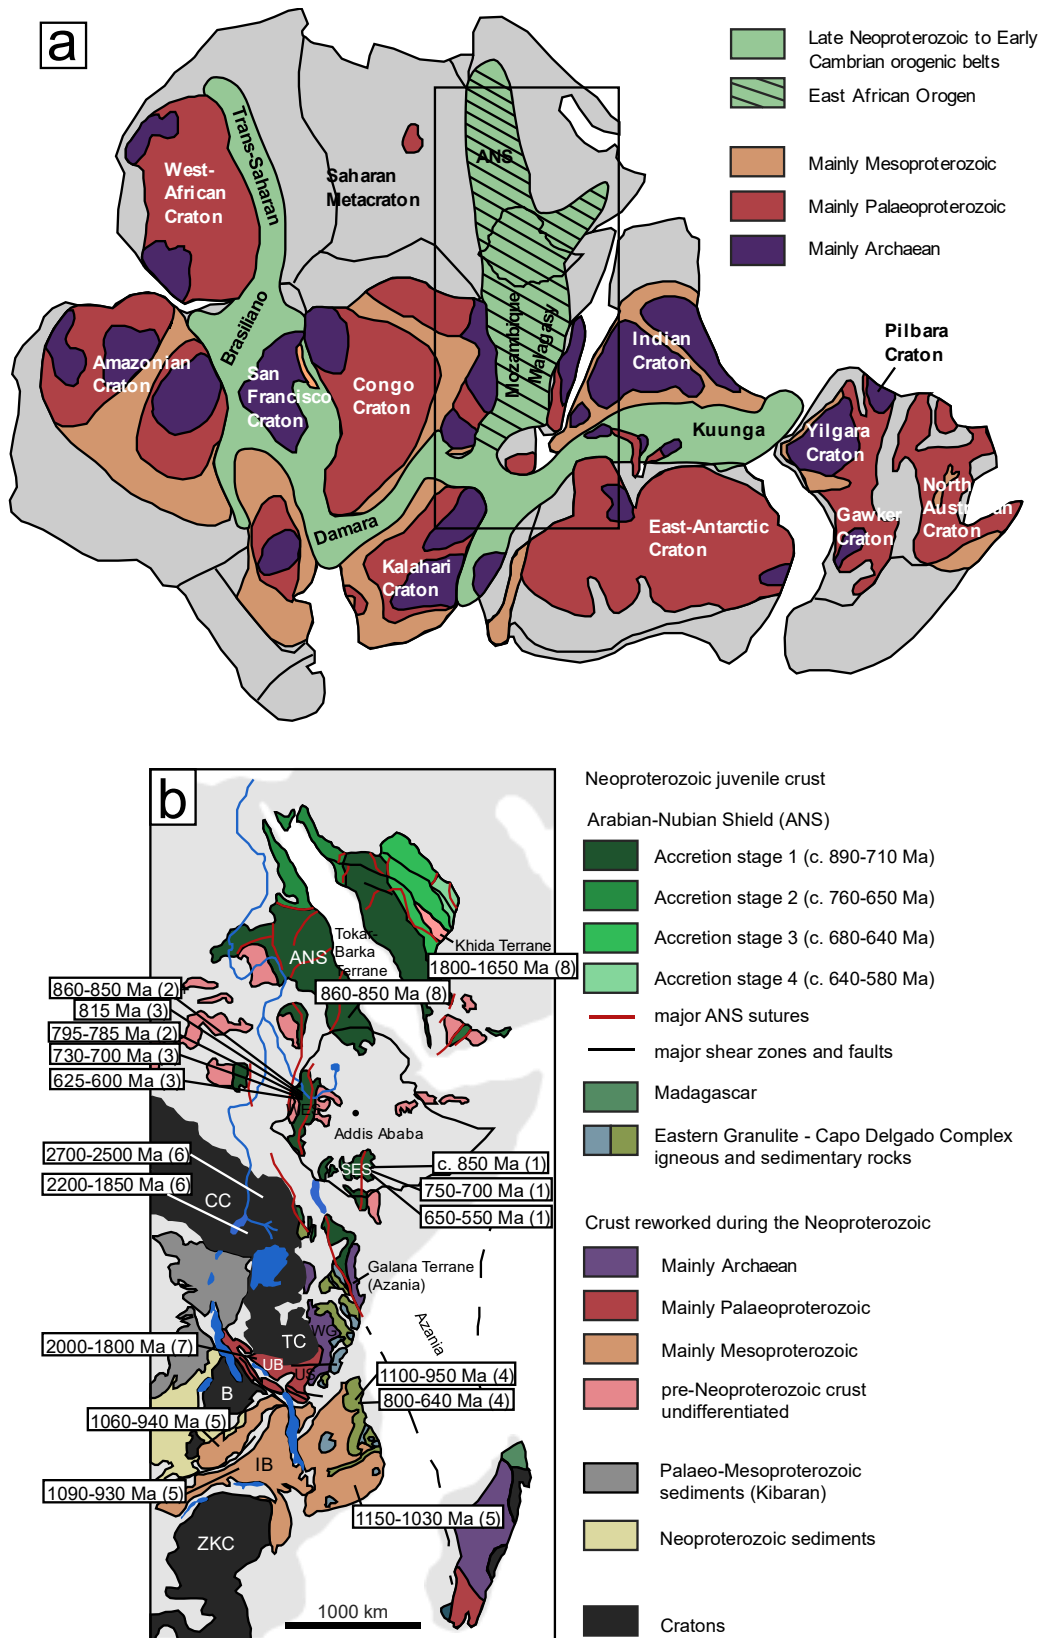 a
Late Neoproterozoic to Early
Cambrian orogenic belts
East African Orogen
Mainly Mesoproterozoic
Mainly Palaeoproterozoic
Mainly Archaean
Trans-Saharan
West-
African
Craton
Saharan
Metacraton
ANS
Brasiliano
Mozambique
Malagasy
Amazonian
Craton
San
Francisco
Craton
Congo
Craton
Indian
Craton
Pilbara
Craton
Kuunga
Yilgara
Craton
Damara
Kalahari
Craton
East-Antarctic
Craton
Gawker
Craton
North
Australian
Craton
b
Neoproterozoic juvenile crust
Arabian-Nubian Shield (ANS)
Accretion stage 1 (c. 890-710 Ma)
Accretion stage 2 (c. 760-650 Ma)
Accretion stage 3 (c. 680-640 Ma)
Accretion stage 4 (c. 640-580 Ma)
major ANS sutures
major shear zones and faults
Madagascar
Eastern Granulite - Capo Delgado Complex
igneous and sedimentary rocks
Crust reworked during the Neoproterozoic
Mainly Archaean
Mainly Palaeoproterozoic
Mainly Mesoproterozoic
pre-Neoproterozoic crust
undifferentiated
Palaeo-Mesoproterozoic
sediments (Kibaran)
Neoproterozoic sediments
Cratons
ANS
Tokar-
Barka
Terrane
Khida Terrane
1800-1650 Ma (8)
860-850 Ma (8)
860-850 Ma (2)
815 Ma (3)
795-785 Ma (2)
730-700 Ma (3)
625-600 Ma (3)
Addis Ababa
SES
c. 850 Ma (1)
750-700 Ma (1)
650-550 Ma (1)
2700-2500 Ma (6)
2200-1850 Ma (6)
CC
Galana Terrane
(Azania)
Azania
WG
TC
2000-1800 Ma (7)
UB
US
B
1100-950 Ma (4)
800-640 Ma (4)
1060-940 Ma (5)
IB
1090-930 Ma (5)
1150-1030 Ma (5)
ZKC
1000 km